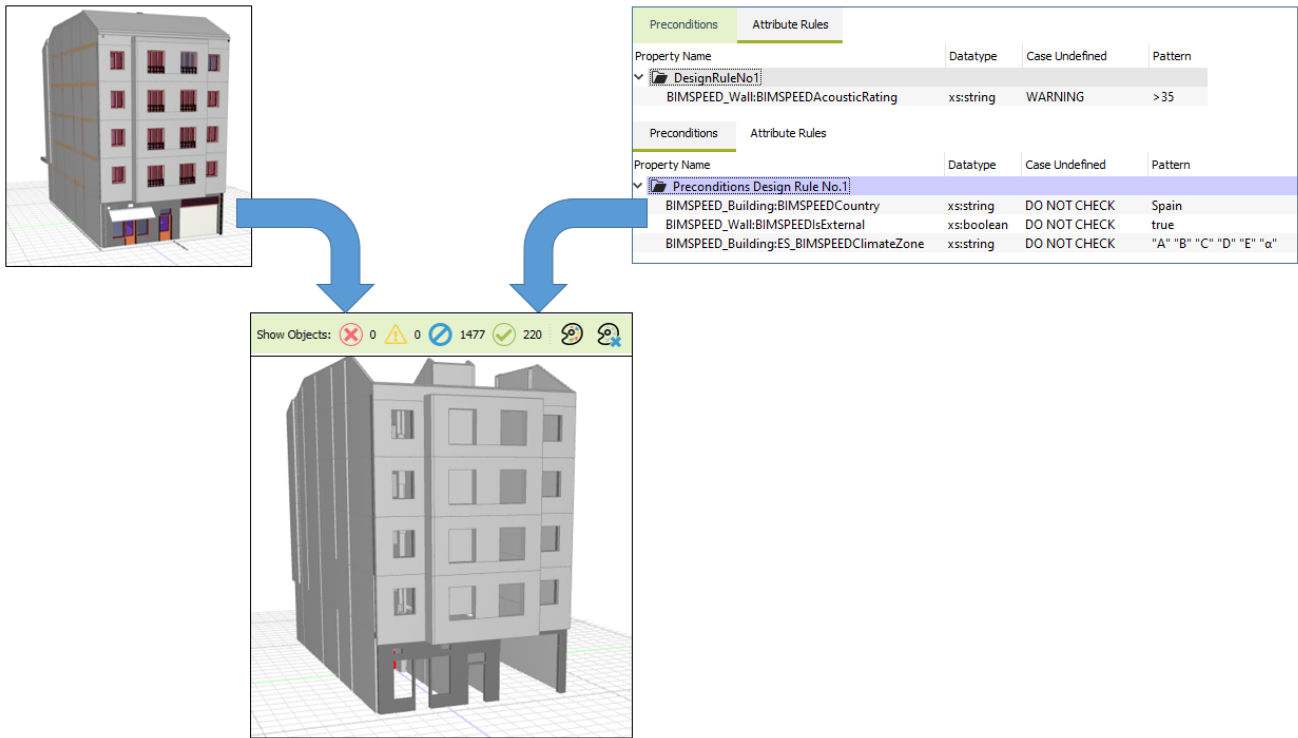 Preconditions Attribute Rules
Property Name Datatype Case Undefined Pattern
DesignRuleNo1
BIMSPEED_Wall:BIMSPEEDAcousticRating xs:string WARNING >35
Preconditions Attribute Rules
Property Name Datatype Case Undefined Pattern
Preconditions Design Rule No.1
BIMSPEED_Building:BIMSPEEDCountry xs:string DO NOT CHECK Spain
BIMSPEED_Wall:BIMSPEEDIsExternal xs:boolean DO NOT CHECK true
BIMSPEED_Building:ES_BIMSPEEDClimateZone xs:string DO NOT CHECK "A" "B" "C" "D" "E" "α"
Show Objects: 0 0 1477 220